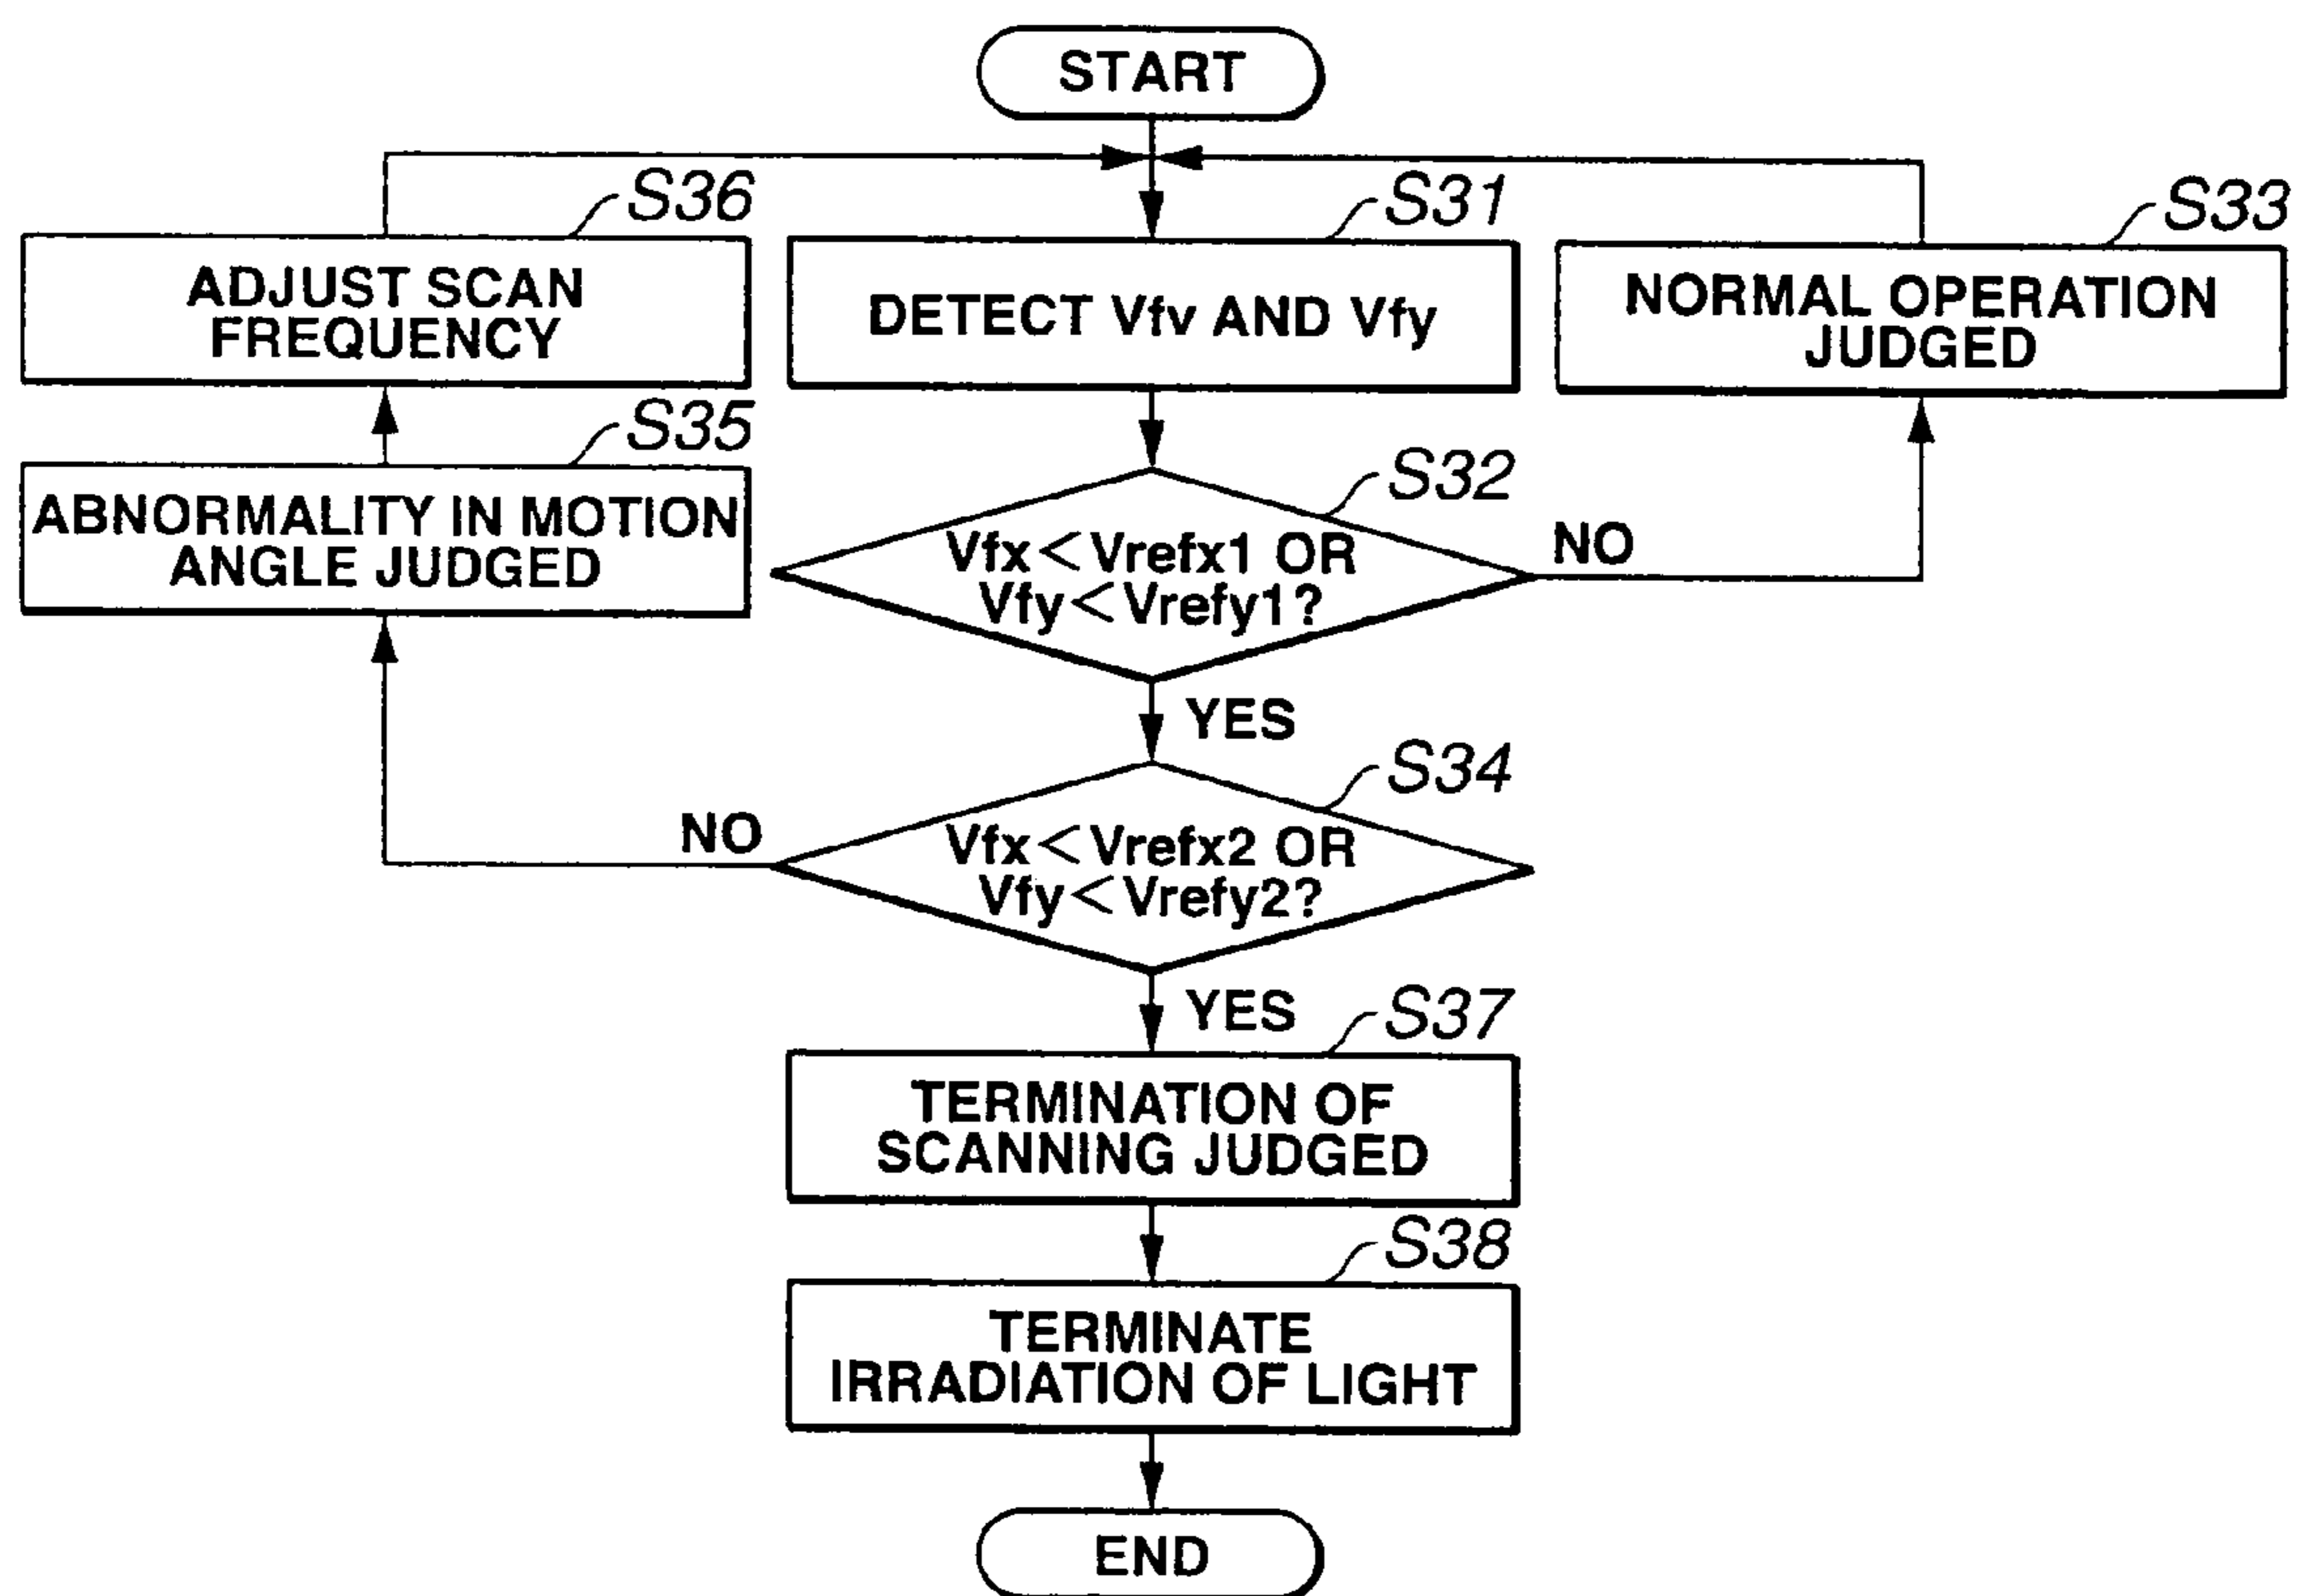 START
S36
S31
S33
ADJUST SCAN
FREQUENCY
DETECT Vfv AND Vfy
NORMAL OPERATION
JUDGED
S35
S32
ABNORMALITY IN MOTION
ANGLE JUDGED
Vfx<Vrefx1 OR
Vfy<Vrefy1?
NO
YES
S34
NO
Vfx<Vrefx2 OR
Vfy<Vrefy2?
YES
S37
TERMINATION OF
SCANNING JUDGED
S38
TERMINATE
IRRADIATION OF LIGHT
END